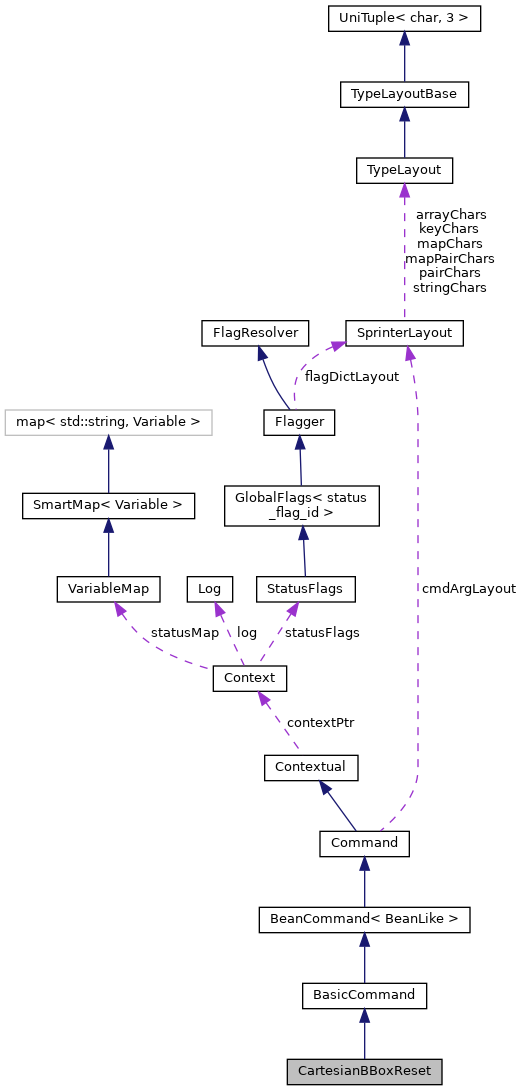 UniTuple< char, 3 >
TypeLayoutBase
TypeLayout
arrayChars
keyChars
mapChars
mapPairChars
pairChars
stringChars
FlagResolver
SprinterLayout
flagDictLayout
map< std::string, Variable >
Flagger
SmartMap< Variable >
GlobalFlags< status
_flag_id >
VariableMap
Log
StatusFlags
cmdArgLayout
statusMap
log
statusFlags
Context
contextPtr
Contextual
Command
BeanCommand< BeanLike >
BasicCommand
CartesianBBoxReset